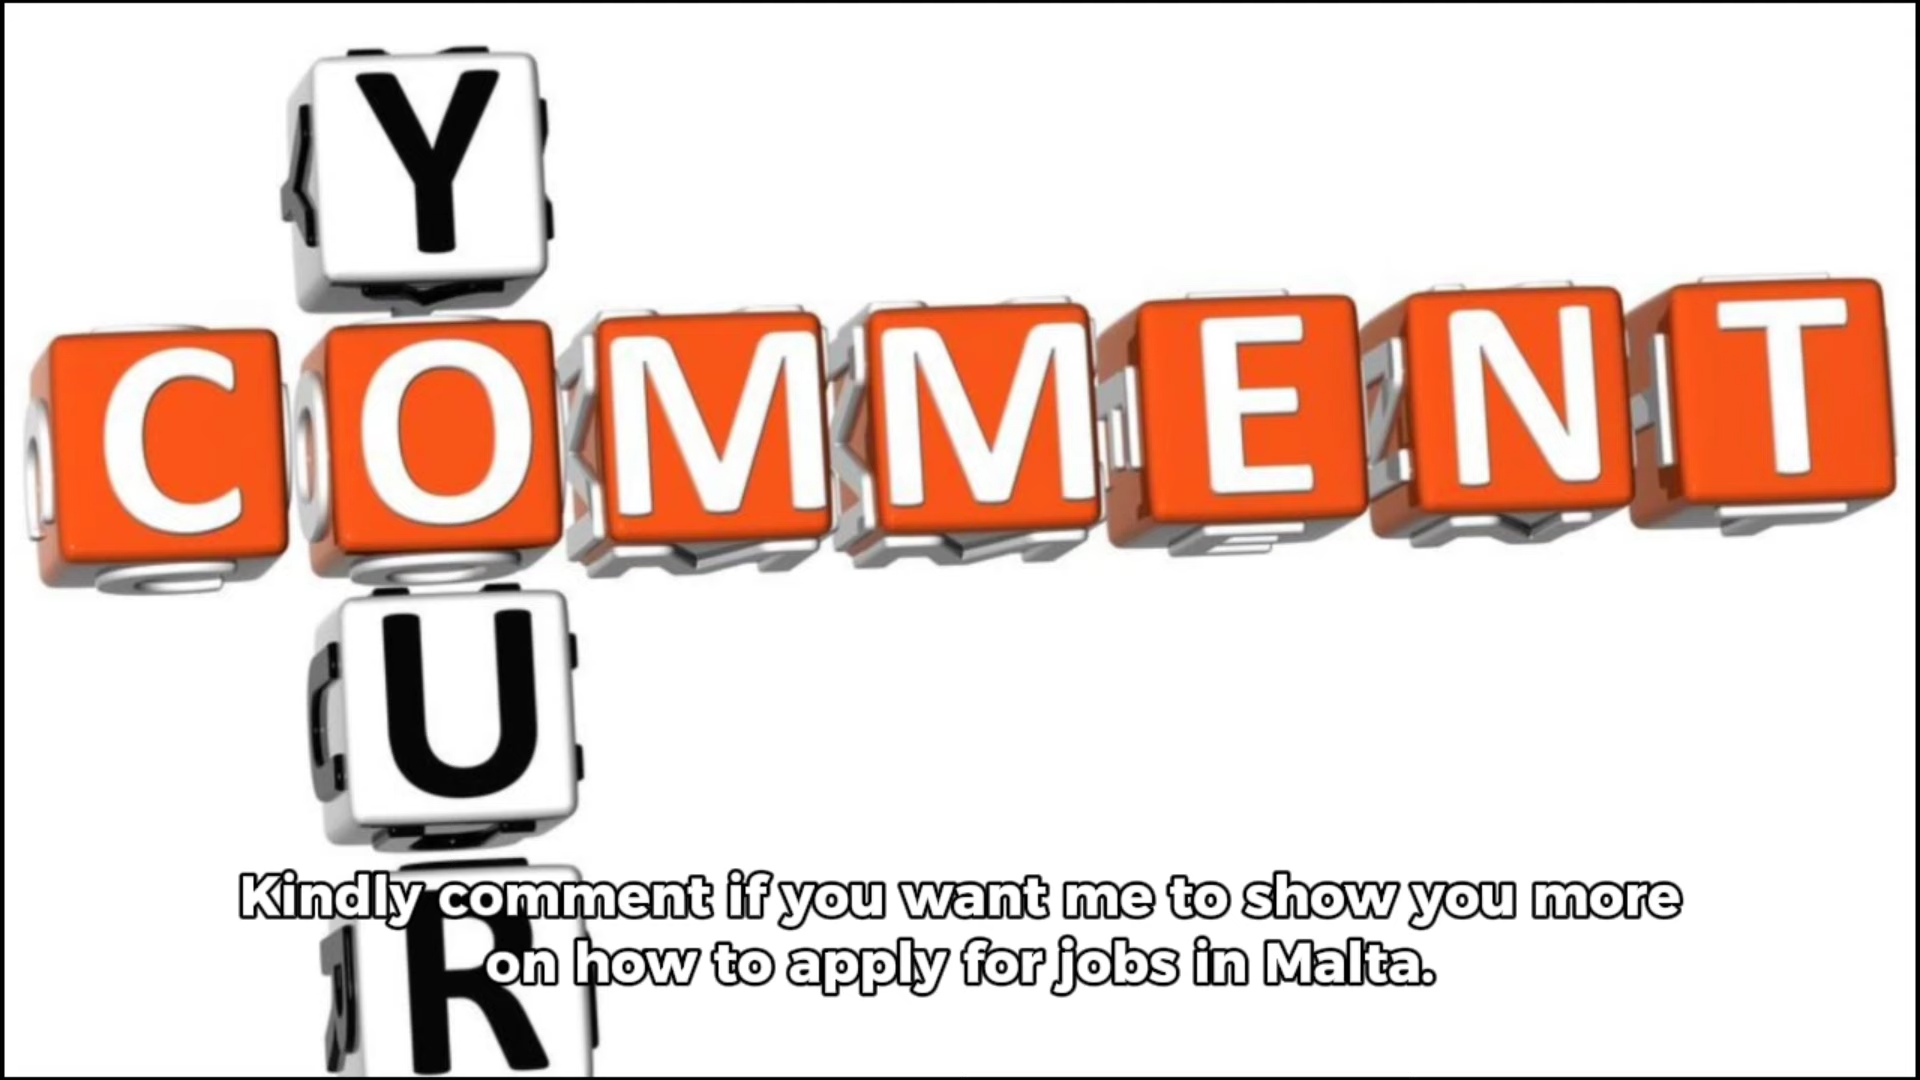 YOUR
COMMENT
Kindly comment if you want me to show you more
on how to apply for jobs in Malta.